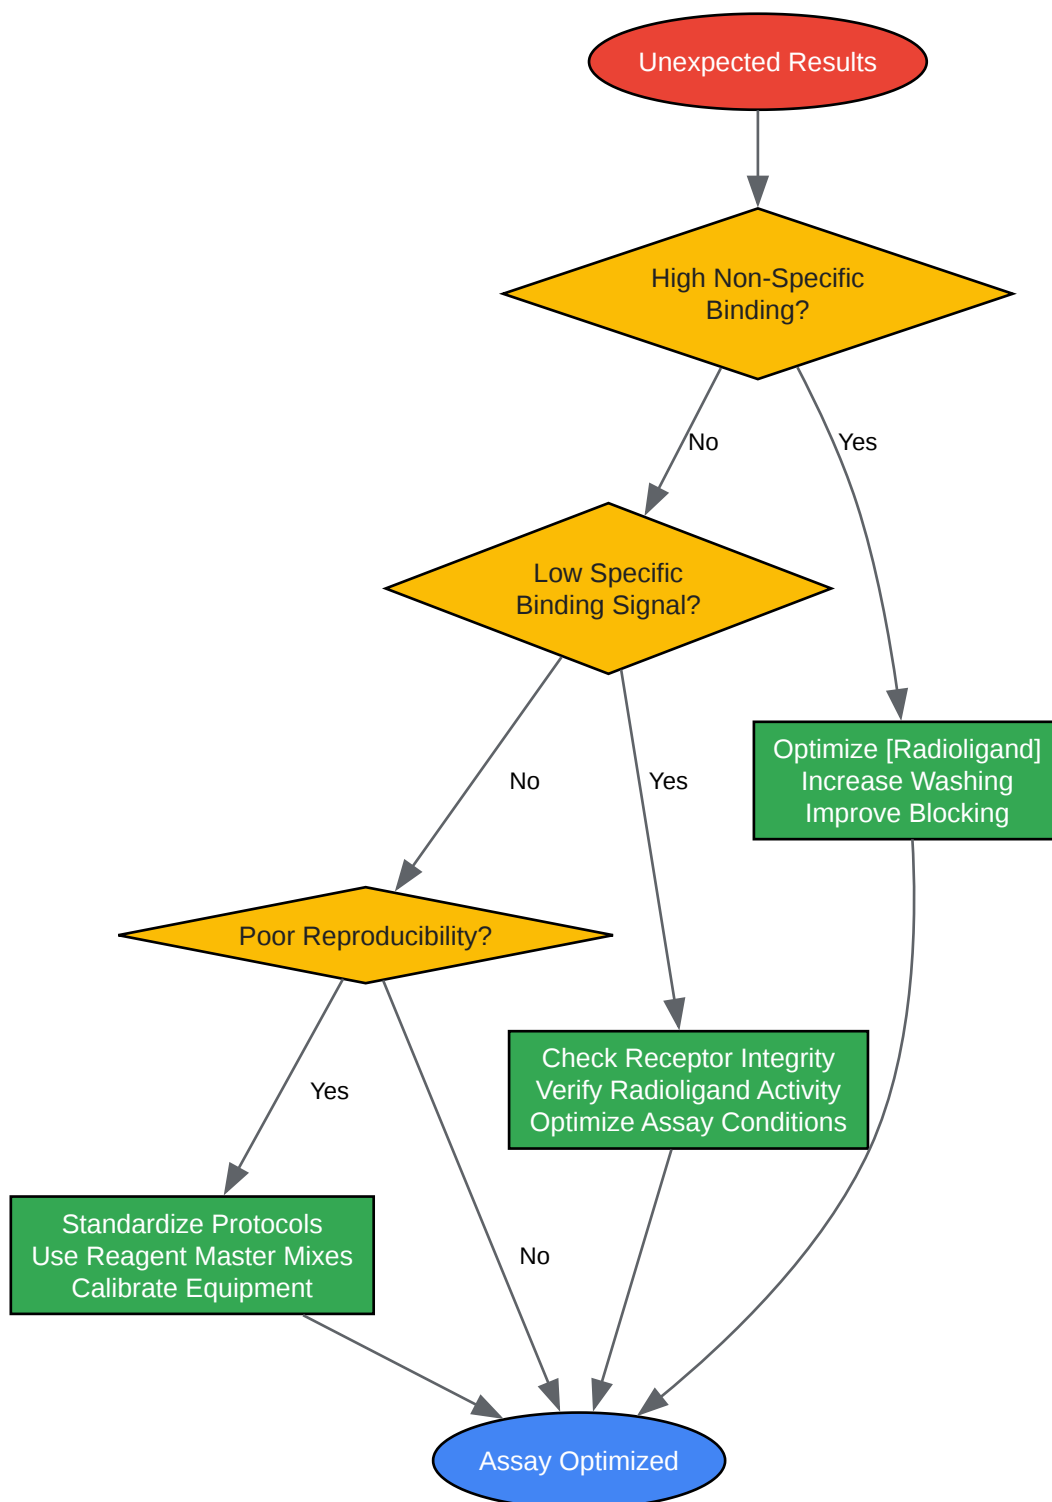 Unexpected Results
High Non-Specific
Binding?
No
Yes
Low Specific
Binding Signal?
Optimize [Radioligand]
Increase Washing
Improve Blocking
No
Yes
Poor Reproducibility?
Check Receptor Integrity
Verify Radioligand Activity
Optimize Assay Conditions
Yes
Standardize Protocols
Use Reagent Master Mixes
Calibrate Equipment
No
Assay Optimized